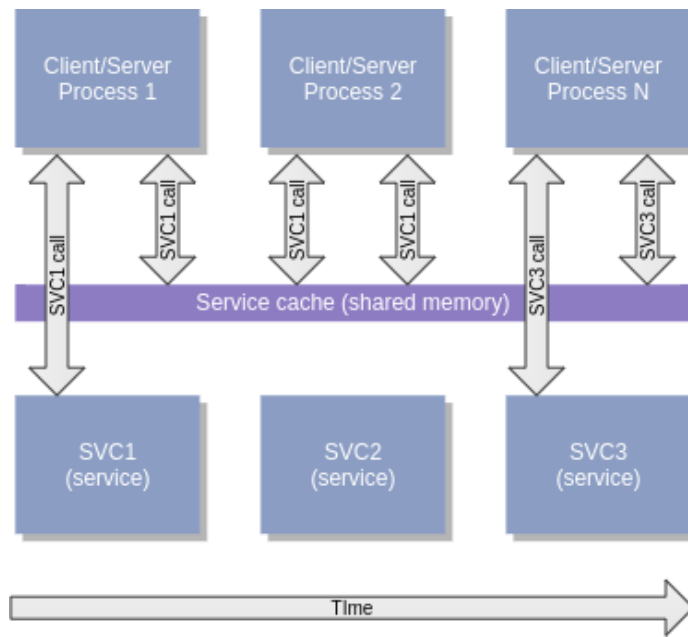 Client/Server
Process 1
Client/Server
Process 2
Client/Server
Process N
SVC1 call
SVC1 call
SVC1 call
SVC1 call
SVC3 call
SVC3 call
Service cache (shared memory)
SVC1
(service)
SVC2
(service)
SVC3
(service)
TIme